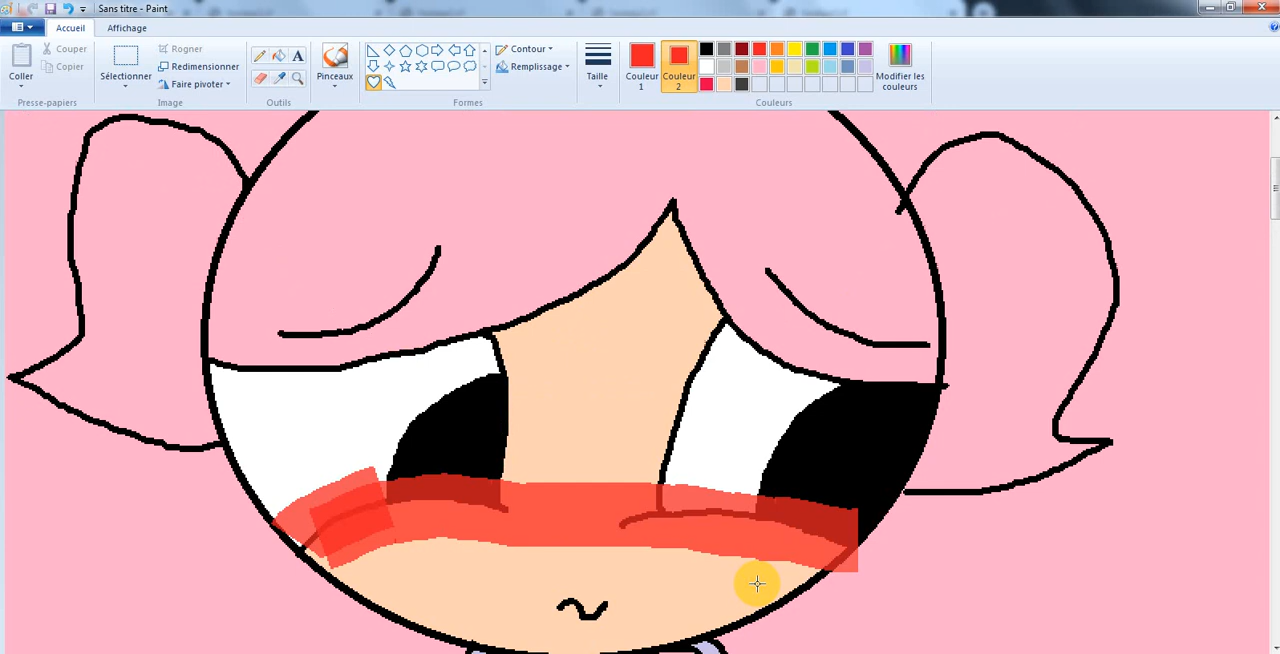 Sans titre - Paint
Accueil
Affichage
Coller
Couper
Copier
Presse-papiers
Sélectionner
Rogner
Redimensionner
Faire pivoter
Image
A
Outils
Pinceaux
Contour
Remplissage
Formes
Taille
Couleur 1
Couleur 2
Modifier les couleurs
Couleurs